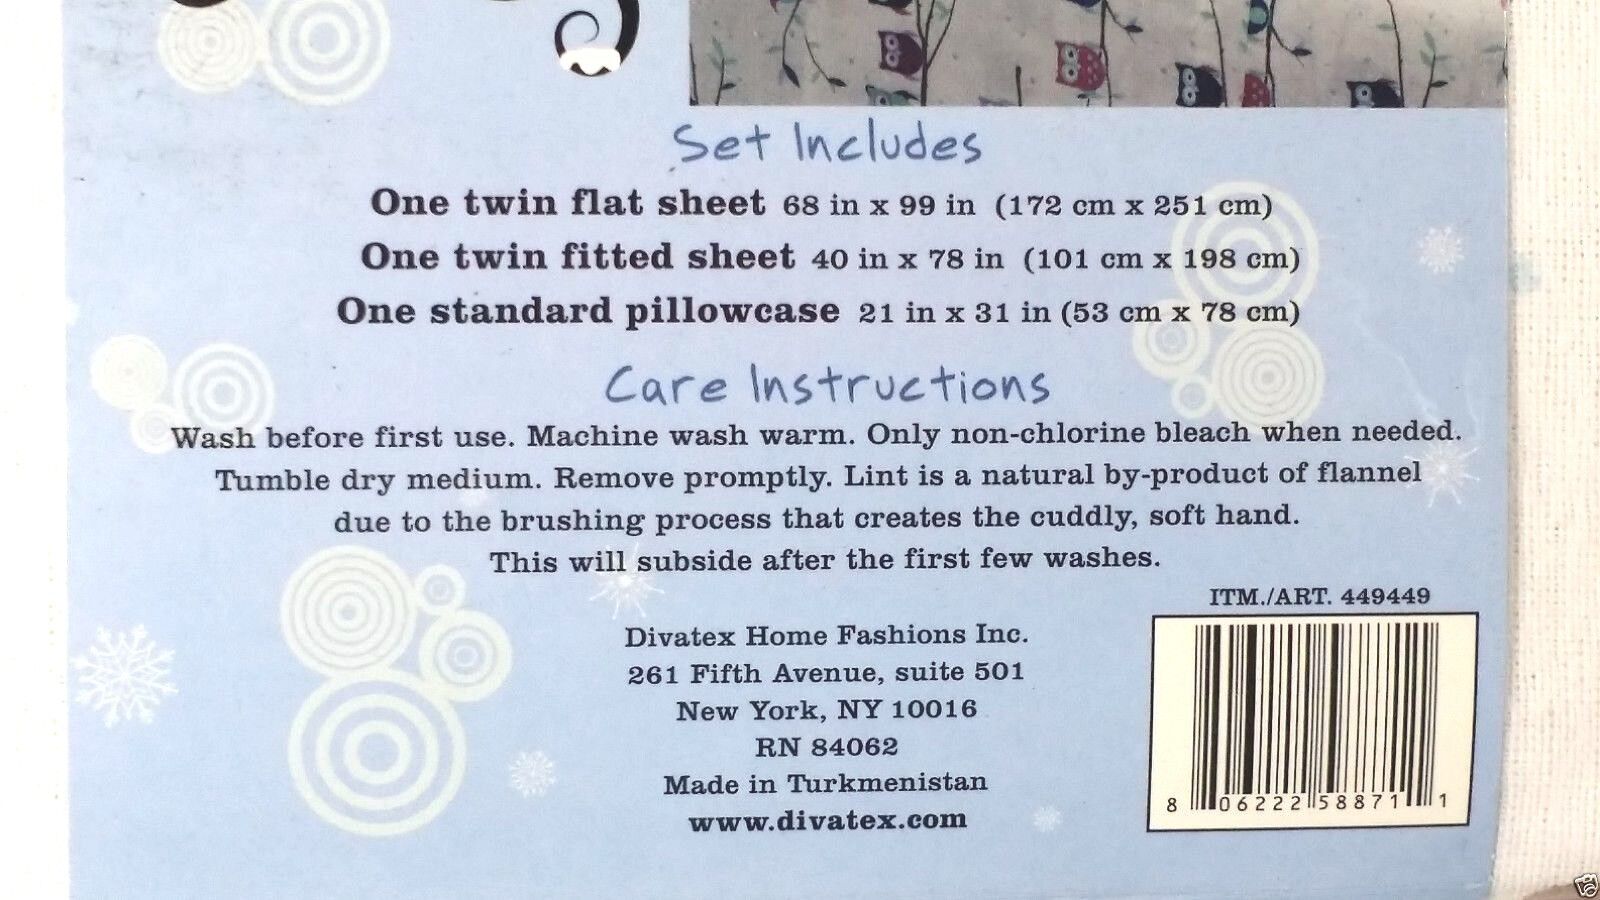 Set Includes
One twin flat sheet 68 in x 99 in (172 cm x 251 cm)
One twin fitted sheet 40 in x 78 in (101 cm x 198 cm)
One standard pillowcase 21 in x 31 in (53 cm x 78 cm)
Care Instructions
Wash before first use. Machine wash warm. Only non-chlorine bleach when needed.
Tumble dry medium. Remove promptly. Lint is a natural by-product of flannel
due to the brushing process that creates the cuddly, soft hand.
This will subside after the first few washes.
ITM./ART. 449449
Divatex Home Fashions Inc.
261 Fifth Avenue, suite 501
New York, NY 10016
RN 84062
Made in Turkmenistan
www.divatex.com
8 06222 58871 1